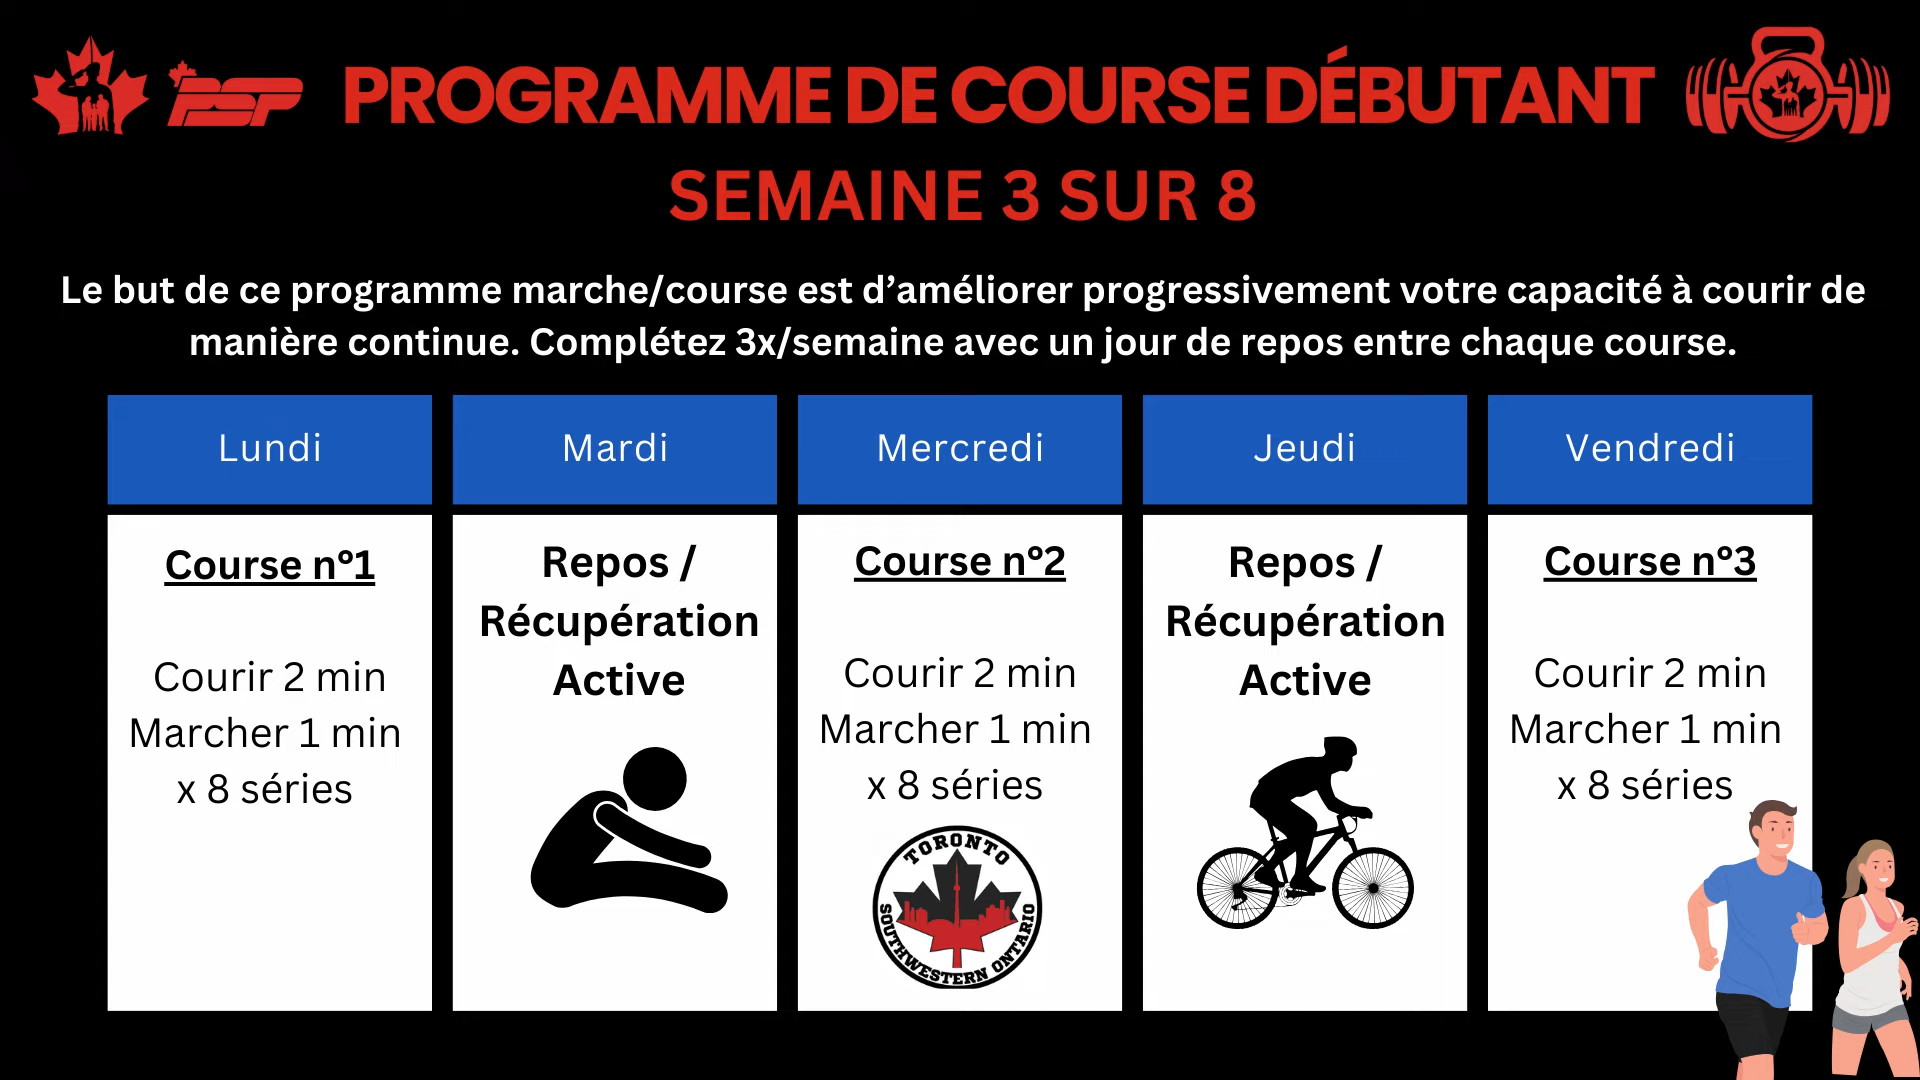 PSP
PROGRAMME DE COURSE DÉBUTANT
SEMAINE 3 SUR 8
Le but de ce programme marche/course est d’améliorer progressivement votre capacité à courir de
manière continue. Complétez 3x/semaine avec un jour de repos entre chaque course.
Lundi
Course n°1
Courir 2 min
Marcher 1 min
x 8 séries
Mardi
Repos /
Récupération
Active
Mercredi
Course n°2
Courir 2 min
Marcher 1 min
x 8 séries
TORONTO
SOUTHWESTERN ONTARIO
Jeudi
Repos /
Récupération
Active
Vendredi
Course n°3
Courir 2 min
Marcher 1 min
x 8 séries